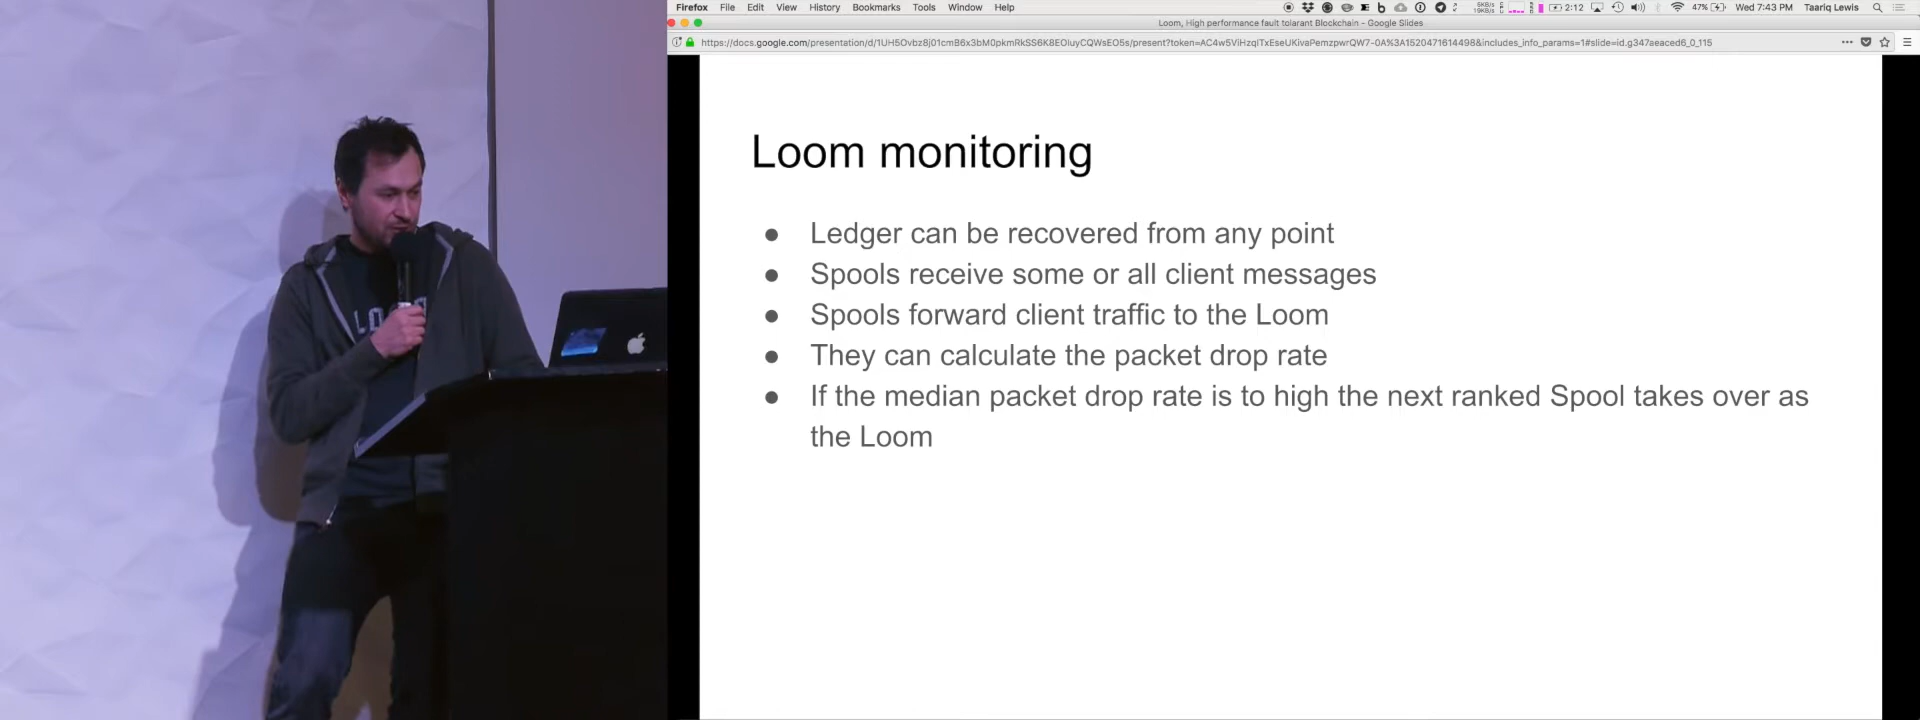 Firefox File Edit View History Bookmarks Tools Window Help 2:12 47% Wed 7:43 PM Taariq Lewis
Loom, High performance fault tolarant Blockchain - Google Slides
Loom monitoring
● Ledger can be recovered from any point
● Spools receive some or all client messages
● Spools forward client traffic to the Loom
● They can calculate the packet drop rate
● If the median packet drop rate is to high the next ranked Spool takes over as
the Loom